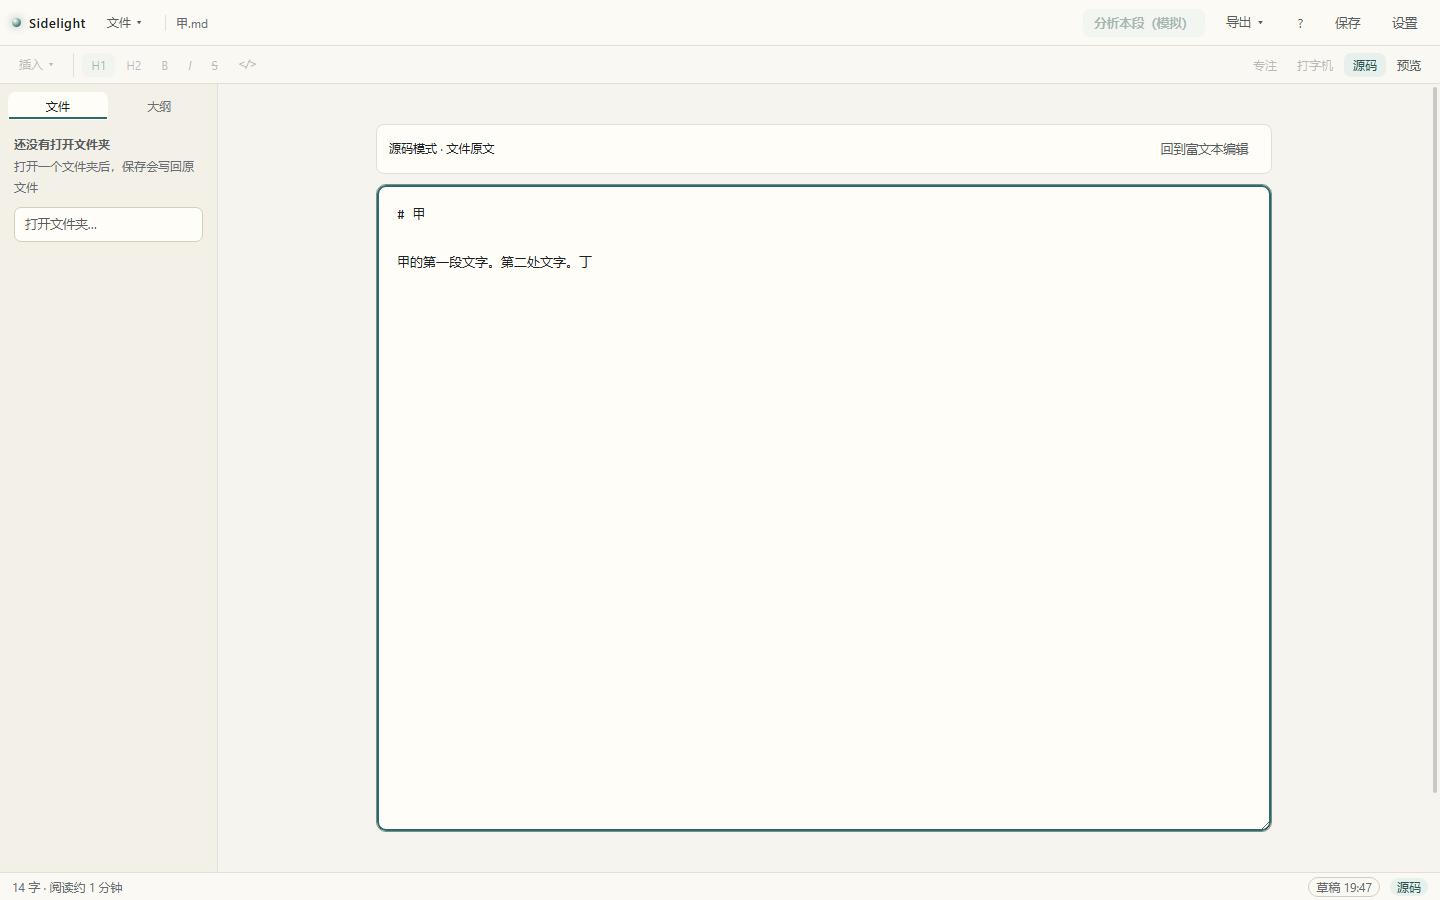 Sidelight 文件 ▾ 甲.md 分析本段（模拟） 导出 ▾ ? 保存 设置
插入 ▾ H1 H2 B I S </> 专注 打字机 源码 预览
文件 大纲
还没有打开文件夹
打开一个文件夹后，保存会写回原
文件
打开文件夹...
源码模式 · 文件原文 回到富文本编辑
# 甲
甲的第一段文字。第二处文字。丁
14 字 · 阅读约 1 分钟 草稿 19:47 源码